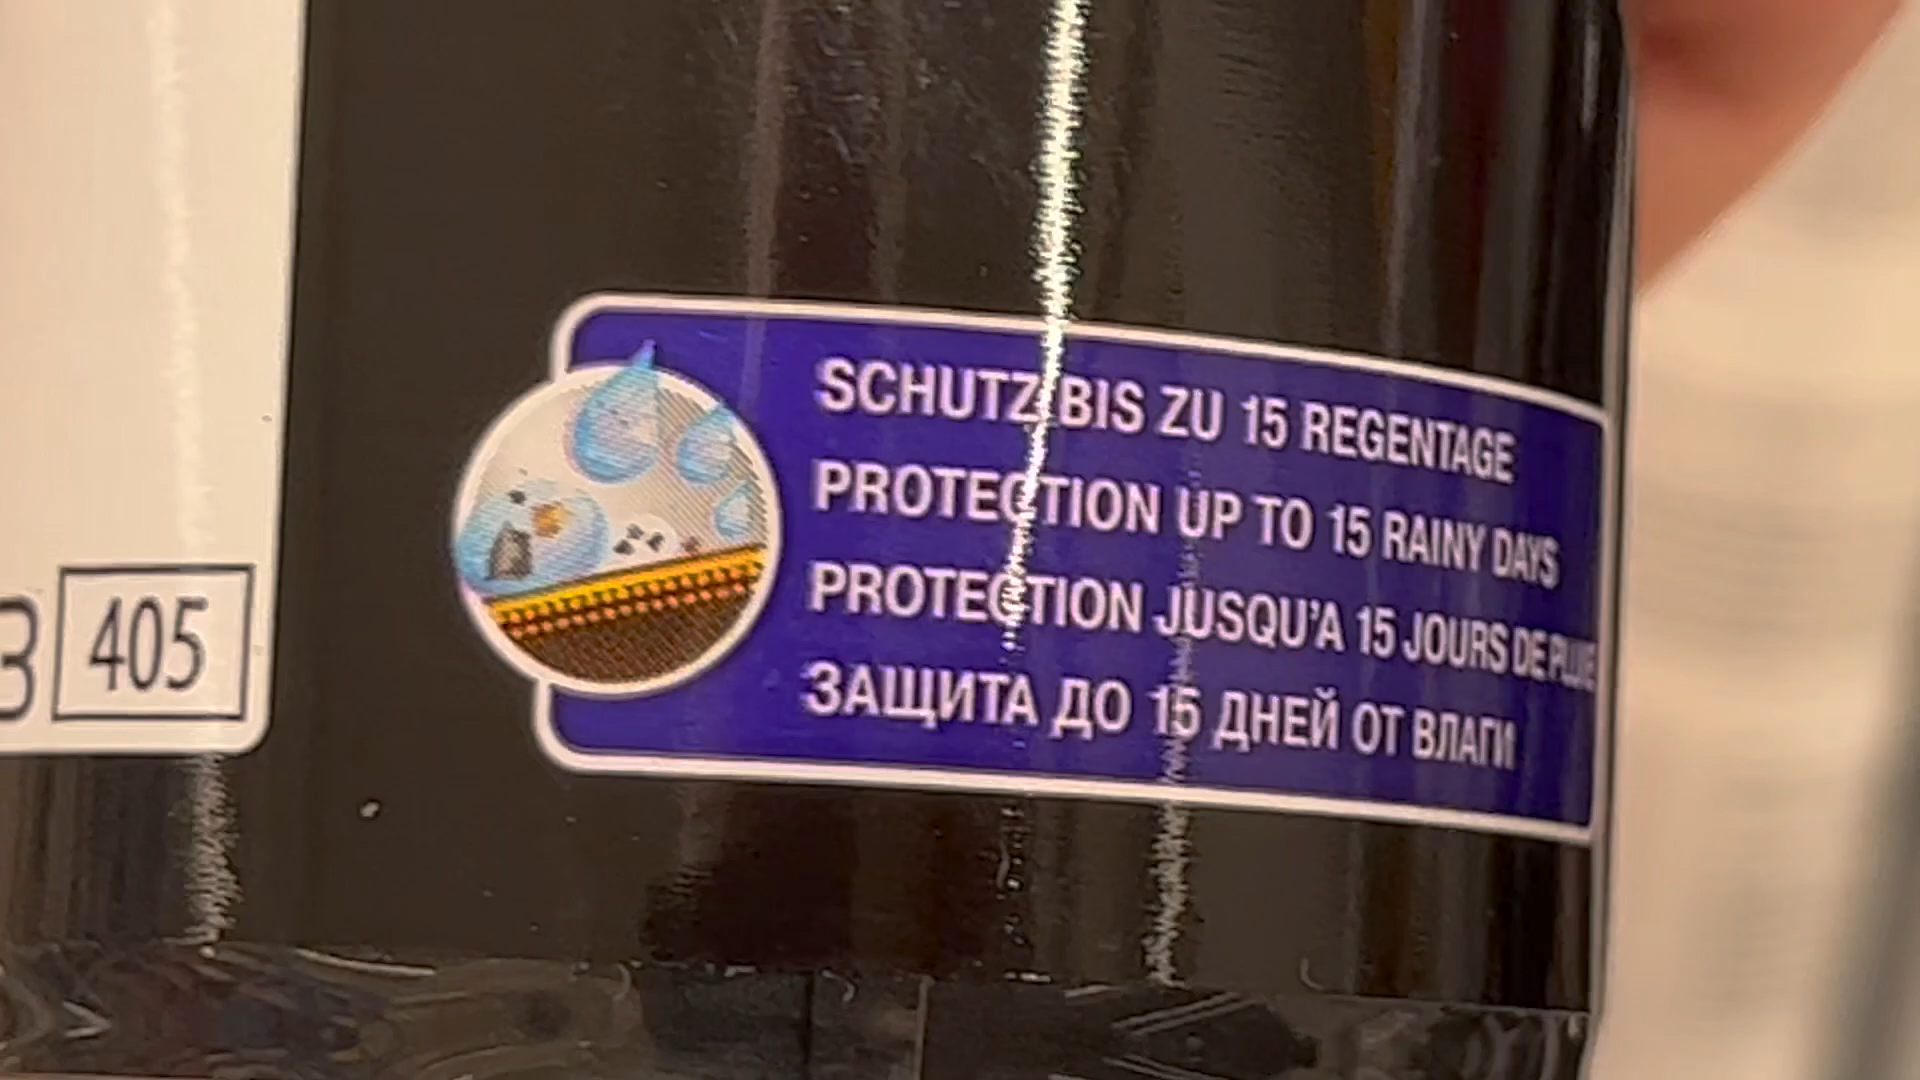 SCHUTZ BIS ZU 15 REGENTAGE
PROTECTION UP TO 15 RAINY DAYS
PROTECTION JUSQU'A 15 JOURS DE PLUIE
ЗАЩИТА ДО 15 ДНЕЙ ОТ ВЛАГИ
3 405